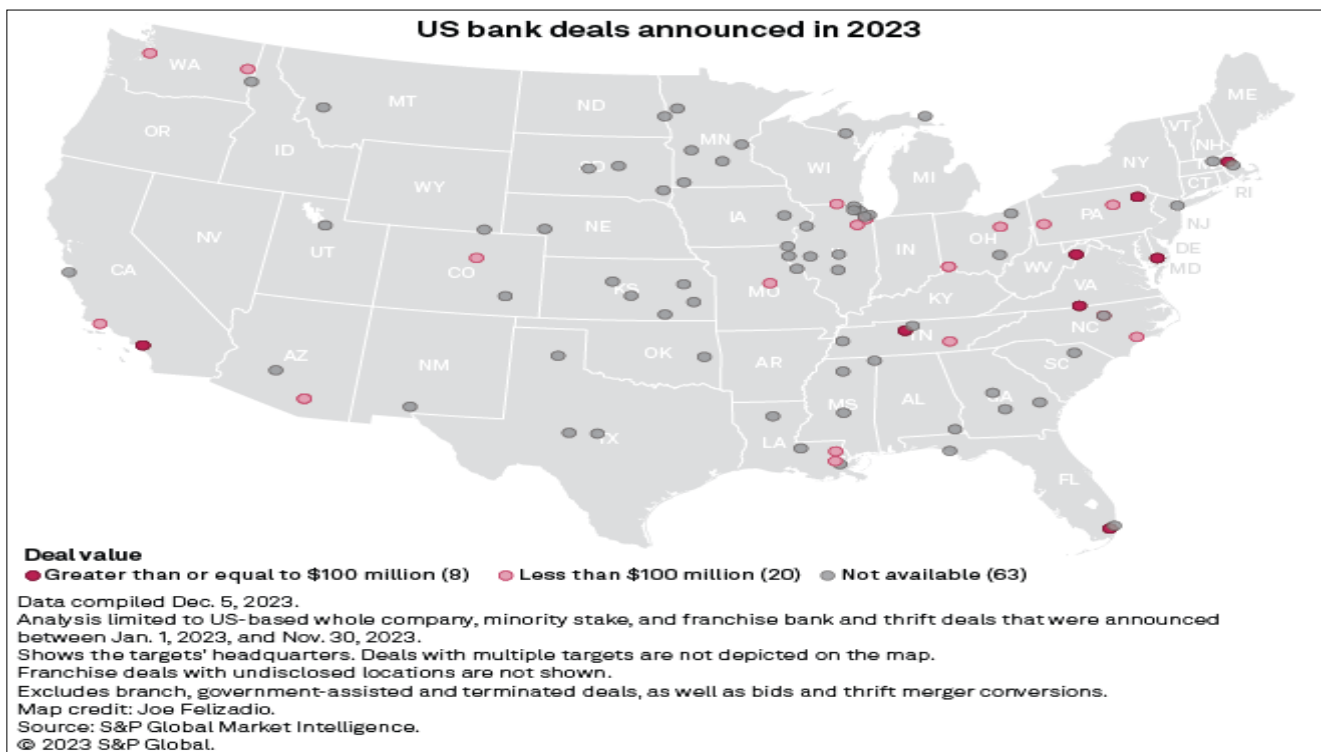 US bank deals announced in 2023
WA
MT
ND
MN
ME
VT
NH
OR
ID
SD
WI
NY
WY
MI
CT
RI
IA
PA
NE
NJ
NV
UT
IN
OH
DE
CA
CO
WV
MD
KS
MO
VA
KY
NC
TN
AZ
NM
OK
AR
SC
MS
AL
GA
TX
LA
FL
Deal value
Greater than or equal to $100 million (8) Less than $100 million (20) Not available (63)
Data compiled Dec. 5, 2023.
Analysis limited to US-based whole company, minority stake, and franchise bank and thrift deals that were announced
between Jan. 1, 2023, and Nov. 30, 2023.
Shows the targets' headquarters. Deals with multiple targets are not depicted on the map.
Franchise deals with undisclosed locations are not shown.
Excludes branch, government-assisted and terminated deals, as well as bids and thrift merger conversions.
Map credit: Joe Felizadio.
Source: S&P Global Market Intelligence.
© 2023 S&P Global.